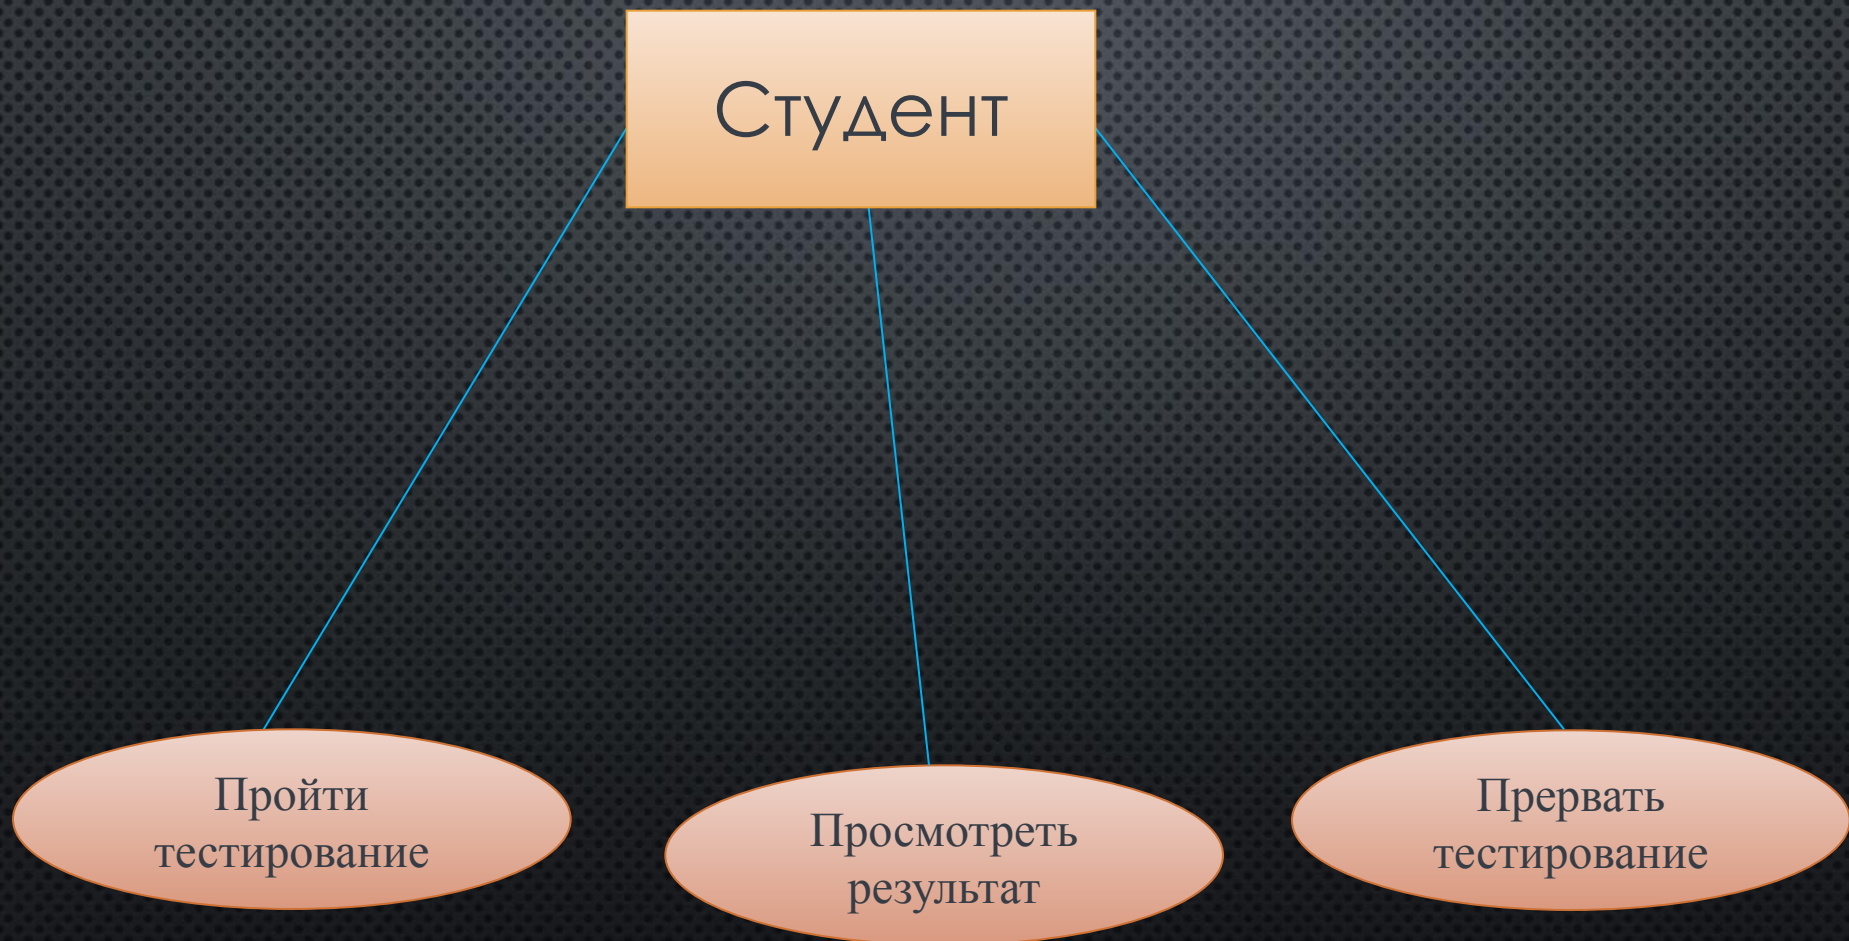 Студент
Пройти
тестирование
Просмотреть
результат
Прервать
тестирование